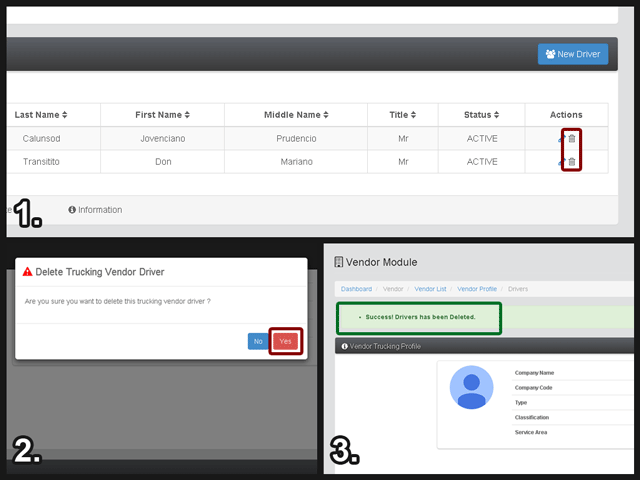 New Driver
Last Name First Name Middle Name Title Status Actions
Calunsod Jovenciano Prudencio Mr ACTIVE
Transitito Don Mariano Mr ACTIVE
Information
1.
Delete Trucking Vendor Driver
Are you sure you want to delete this trucking vendor driver ?
No Yes
2.
Vendor Module
Dashboard / Vendor / Vendor List / Vendor Profile / Drivers
Success! Drivers has been Deleted.
Vendor Trucking Profile
Company Name
Company Code
Type
Classification
Service Area
3.